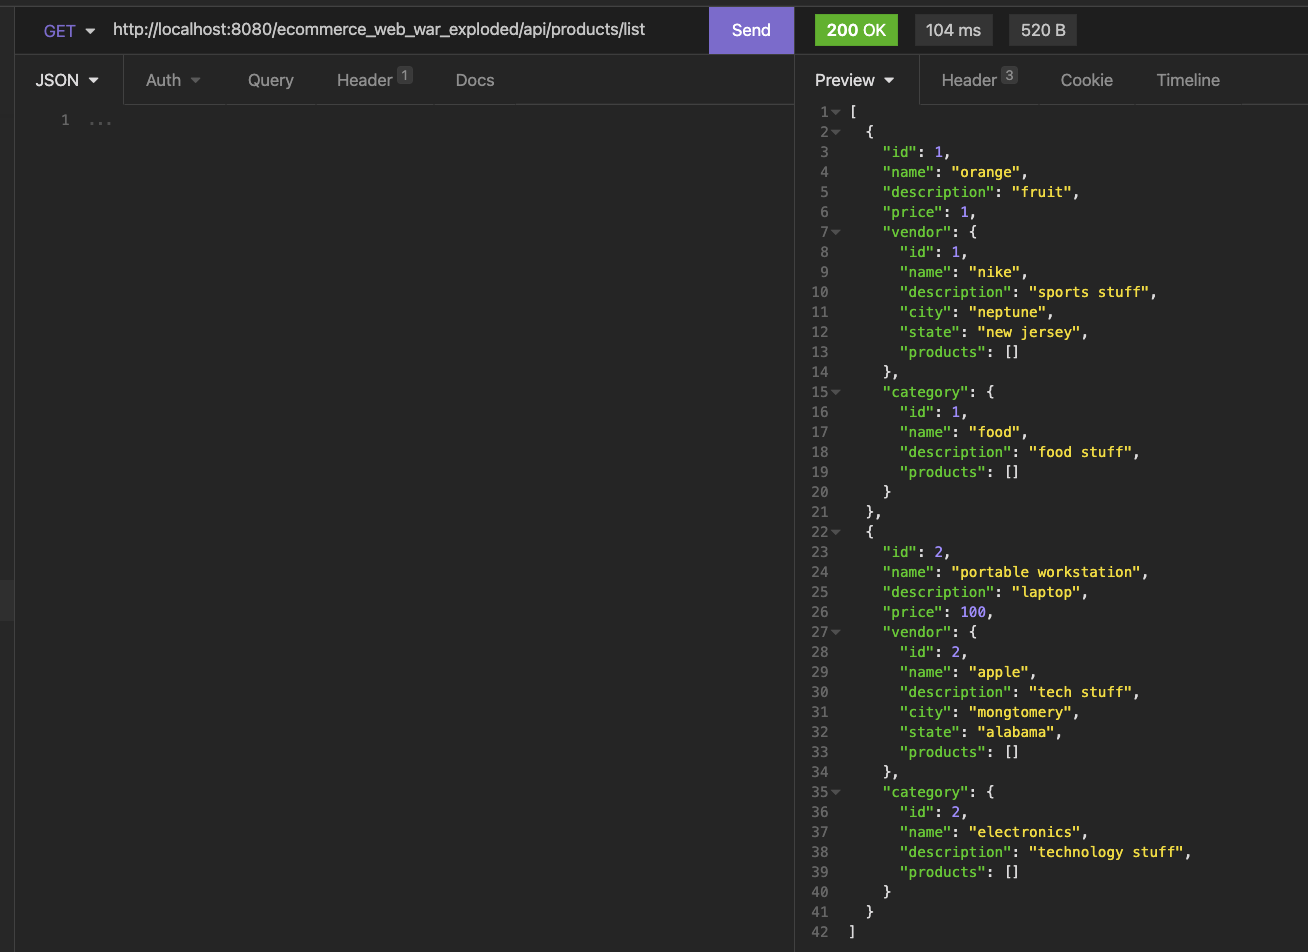 GET http://localhost:8080/ecommerce_web_war_exploded/api/products/list Send 200 OK 104 ms 520 B
JSON Auth Query Header 1 Docs
1 ...
Preview Header 3 Cookie Timeline
1 [
2 {
3 "id": 1,
4 "name": "orange",
5 "description": "fruit",
6 "price": 1,
7 "vendor": {
8 "id": 1,
9 "name": "nike",
10 "description": "sports stuff",
11 "city": "neptune",
12 "state": "new jersey",
13 "products": []
14 },
15 "category": {
16 "id": 1,
17 "name": "food",
18 "description": "food stuff",
19 "products": []
20 }
21 },
22 {
23 "id": 2,
24 "name": "portable workstation",
25 "description": "laptop",
26 "price": 100,
27 "vendor": {
28 "id": 2,
29 "name": "apple",
30 "description": "tech stuff",
31 "city": "mongtomery",
32 "state": "alabama",
33 "products": []
34 },
35 "category": {
36 "id": 2,
37 "name": "electronics",
38 "description": "technology stuff",
39 "products": []
40 }
41 }
42 ]